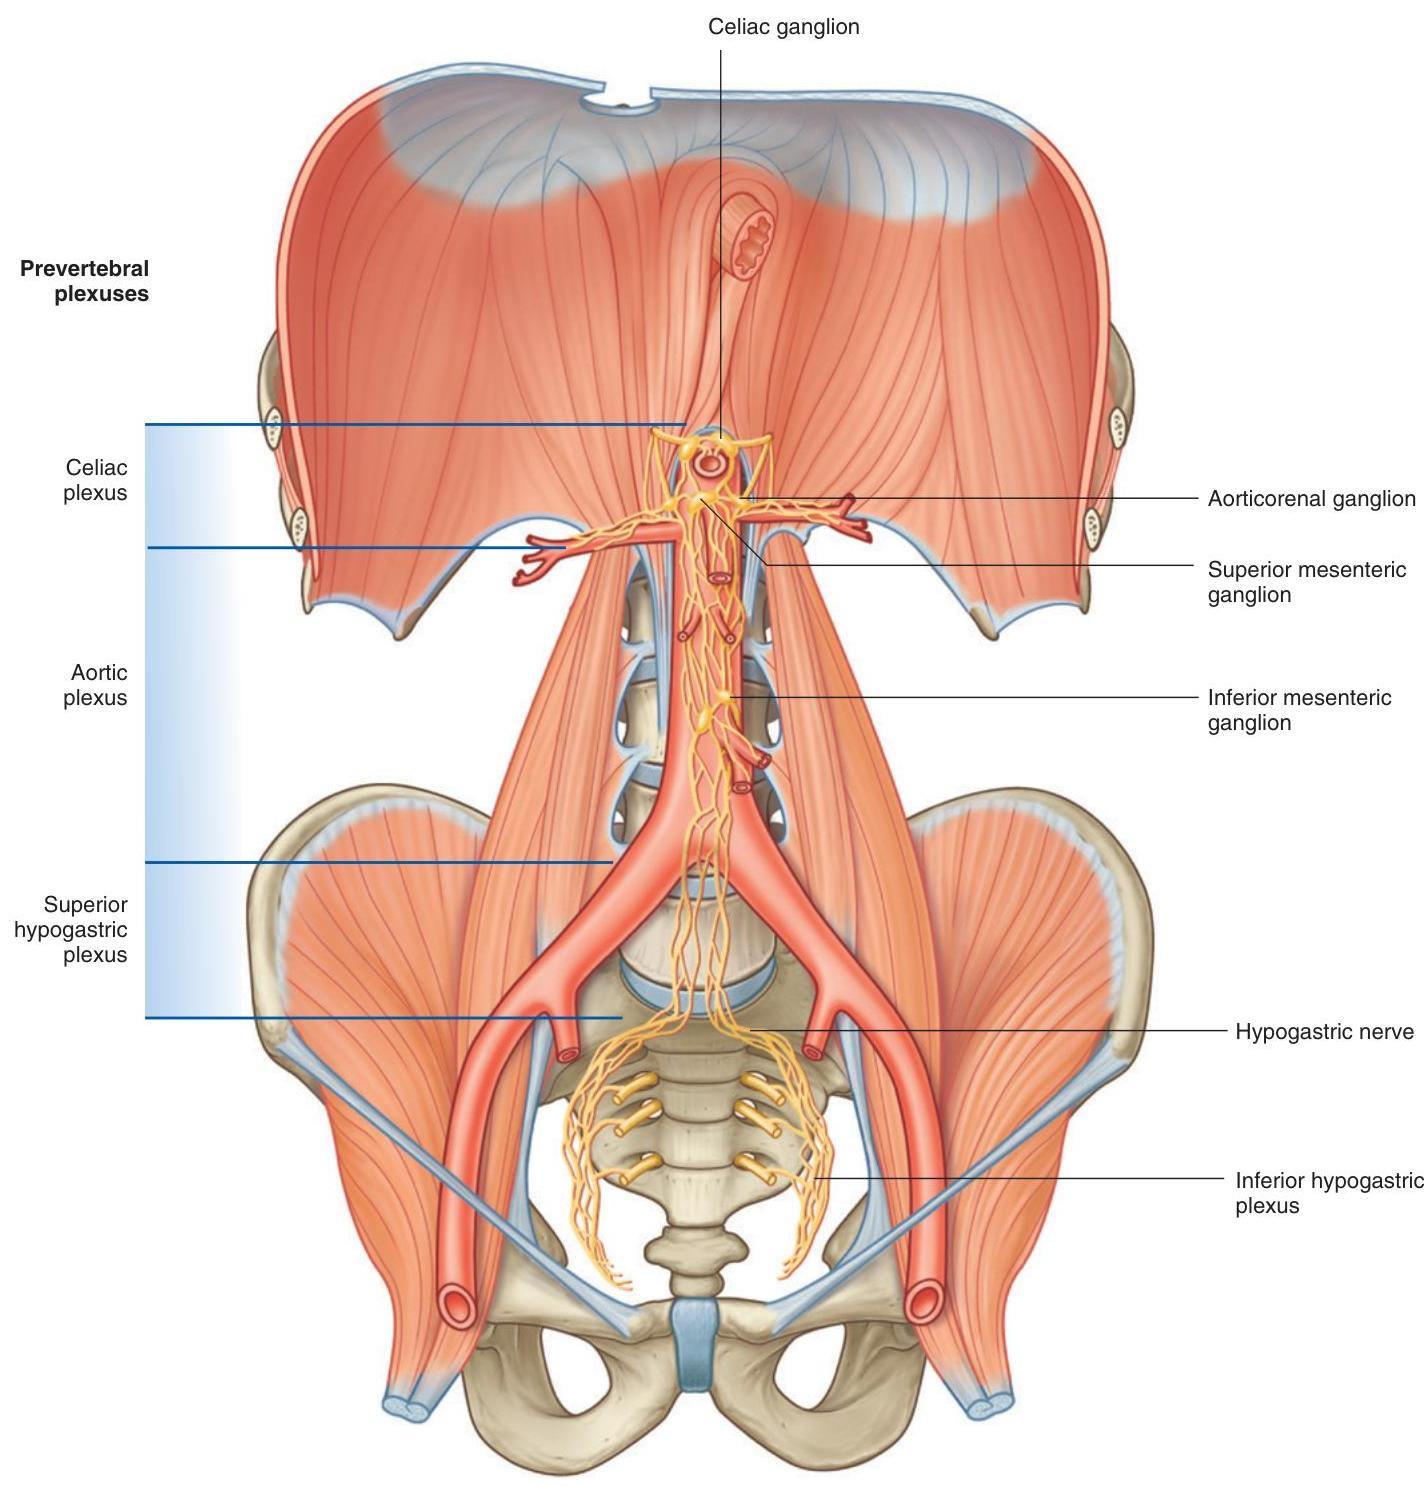 Celiac ganglion
Prevertebral
plexuses
Celiac
plexus
Aorticorenal ganglion
Superior mesenteric
ganglion
Aortic
plexus
Inferior mesenteric
ganglion
Superior
hypogastric
plexus
Hypogastric nerve
Inferior hypogastric
plexus